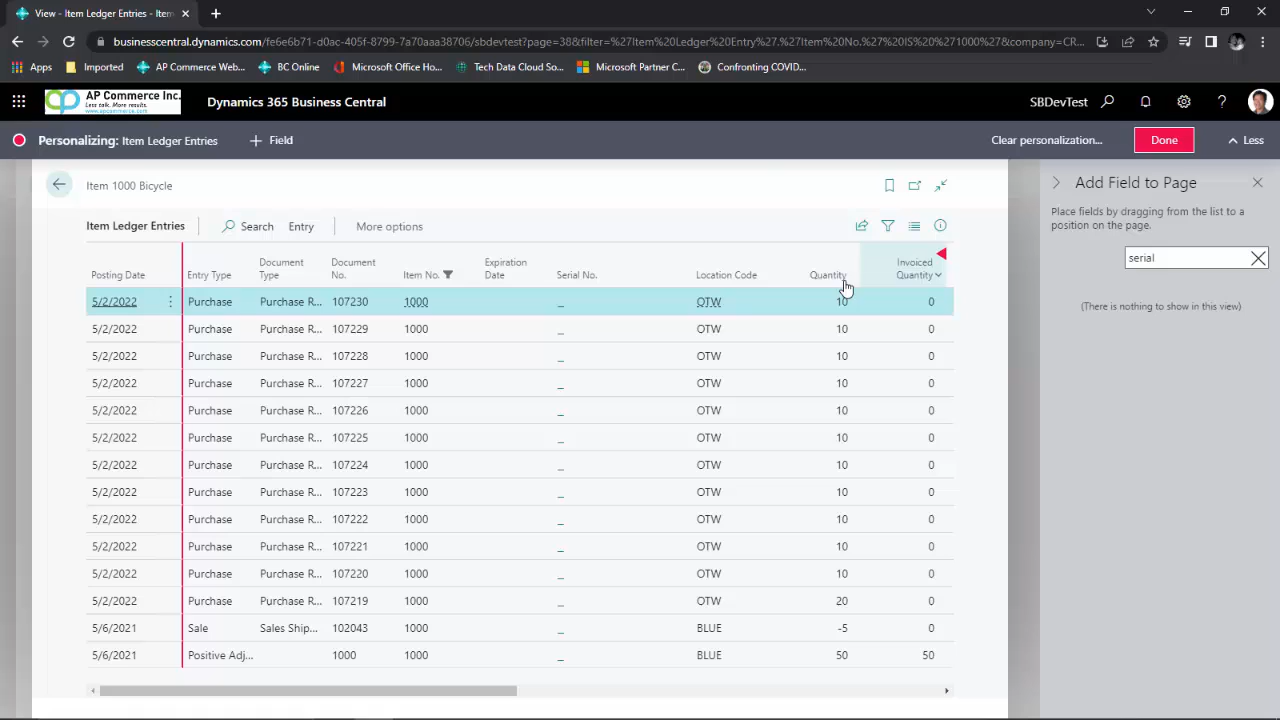 View - Item Ledger Entries - Iten
businesscentral.dynamics.com/fe6e6b71-d0ac-405f-8799-7a70aaa38706/sbdevtest?page=38&filter=%27Item%20Ledger%20Entry%27.%27Item%20No.%27%20IS%20%271000%27&company=CR...
Apps Imported AP Commerce Web... BC Online Microsoft Office Ho... Tech Data Cloud So... Microsoft Partner C... Confronting COVID...
AP Commerce Inc.
Less talk. More results.
www.apcommerce.com
Dynamics 365 Business Central
SBDevTest
Personalizing: Item Ledger Entries + Field Clear personalization... Done Less
Item 1000 Bicycle
Item Ledger Entries Search Entry More options
Posting Date Entry Type Document Type Document No. Item No. Expiration Date Serial No. Location Code Quantity Invoiced Quantity
5/2/2022 Purchase Purchase R... 107230 1000 _ OTW 10 0
5/2/2022 Purchase Purchase R... 107229 1000 _ OTW 10 0
5/2/2022 Purchase Purchase R... 107228 1000 _ OTW 10 0
5/2/2022 Purchase Purchase R... 107227 1000 _ OTW 10 0
5/2/2022 Purchase Purchase R... 107226 1000 _ OTW 10 0
5/2/2022 Purchase Purchase R... 107225 1000 _ OTW 10 0
5/2/2022 Purchase Purchase R... 107224 1000 _ OTW 10 0
5/2/2022 Purchase Purchase R... 107223 1000 _ OTW 10 0
5/2/2022 Purchase Purchase R... 107222 1000 _ OTW 10 0
5/2/2022 Purchase Purchase R... 107221 1000 _ OTW 10 0
5/2/2022 Purchase Purchase R... 107220 1000 _ OTW 10 0
5/2/2022 Purchase Purchase R... 107219 1000 _ OTW 20 0
5/6/2021 Sale Sales Ship... 102043 1000 _ BLUE -5 0
5/6/2021 Positive Adj... 1000 1000 _ BLUE 50 50
Add Field to Page
Place fields by dragging from the list to a
position on the page.
serial
(There is nothing to show in this view)